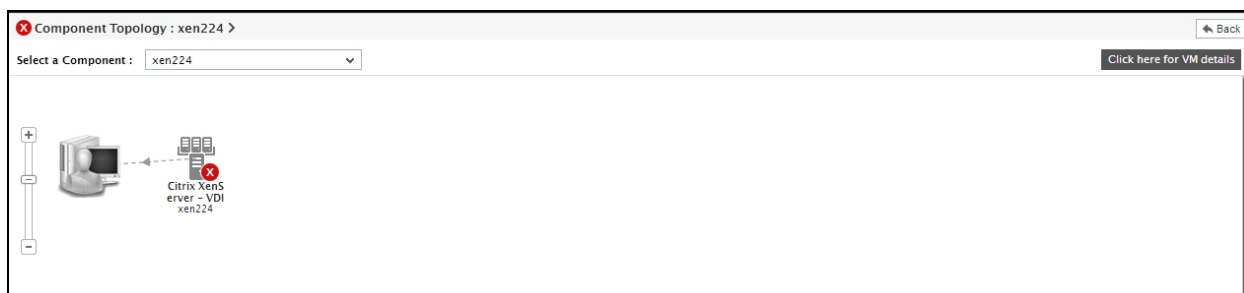 Component Topology : xen224 >
Back
Select a Component :
xen224
Click here for VM details
Citrix XenS
erver - VDI
xen224